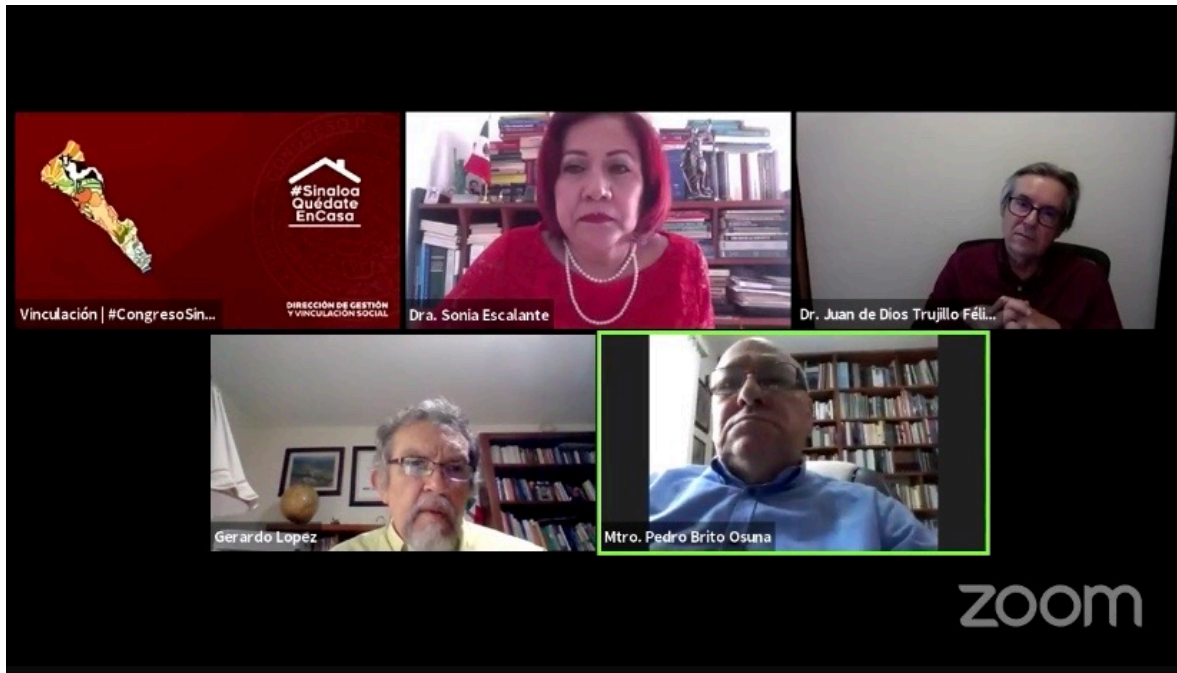 #Sinaloa
Quédate
EnCasa
DIRECCIÓN DE GESTIÓN
Y VINCULACIÓN SOCIAL
Vinculación | #CongresoSin...
Dra. Sonia Escalante
Dr. Juan de Dios Trujillo Féli...
Gerardo Lopez
Mtro. Pedro Brito Osuna
zoom